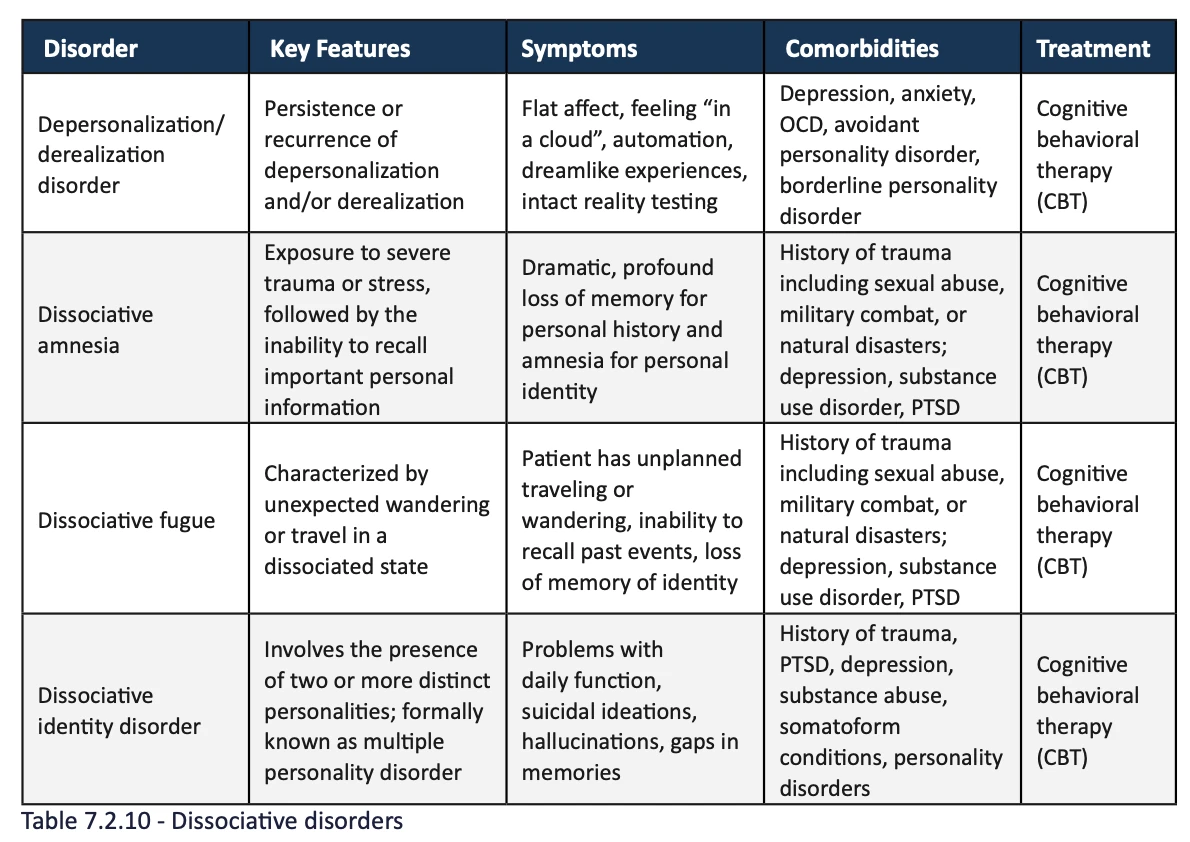 Disorder
Key Features
Symptoms
Comorbidities
Treatment
Depersonalization/
derealization
disorder
Persistence or
recurrence of
depersonalization
and/or derealization
Flat affect, feeling “in
a cloud”, automation,
dreamlike experiences,
intact reality testing
Depression, anxiety,
OCD, avoidant
personality disorder,
borderline personality
disorder
Cognitive
behavioral
therapy
(CBT)
Dissociative
amnesia
Exposure to severe
trauma or stress,
followed by the
inability to recall
important personal
information
Dramatic, profound
loss of memory for
personal history and
amnesia for personal
identity
History of trauma
including sexual abuse,
military combat, or
natural disasters;
depression, substance
use disorder, PTSD
Cognitive
behavioral
therapy
(CBT)
Dissociative fugue
Characterized by
unexpected wandering
or travel in a
dissociated state
Patient has unplanned
traveling or
wandering, inability to
recall past events, loss
of memory of identity
History of trauma
including sexual abuse,
military combat, or
natural disasters;
depression, substance
use disorder, PTSD
Cognitive
behavioral
therapy
(CBT)
Dissociative
identity disorder
Involves the presence
of two or more distinct
personalities; formally
known as multiple
personality disorder
Problems with
daily function,
suicidal ideations,
hallucinations, gaps in
memories
History of trauma,
PTSD, depression,
substance abuse,
somatoform
conditions, personality
disorders
Cognitive
behavioral
therapy
(CBT)
Table 7.2.10 - Dissociative disorders